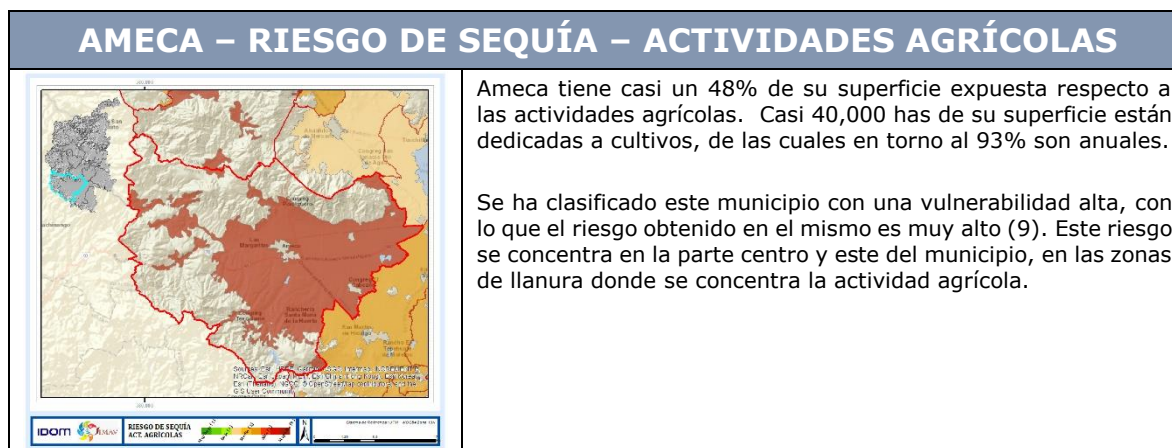 AMECA – RIESGO DE SEQUÍA – ACTIVIDADES AGRÍCOLAS
Ameca tiene casi un 48% de su superficie expuesta respecto a
las actividades agrícolas. Casi 40,000 has de su superficie están
dedicadas a cultivos, de las cuales en torno al 93% son anuales.
Se ha clasificado este municipio con una vulnerabilidad alta, con
lo que el riesgo obtenido en el mismo es muy alto (9). Este riesgo
se concentra en la parte centro y este del municipio, en las zonas
de llanura donde se concentra la actividad agrícola.
IDOM
RIESGO DE SEQUÍA
ACT. AGRÍCOLAS
N